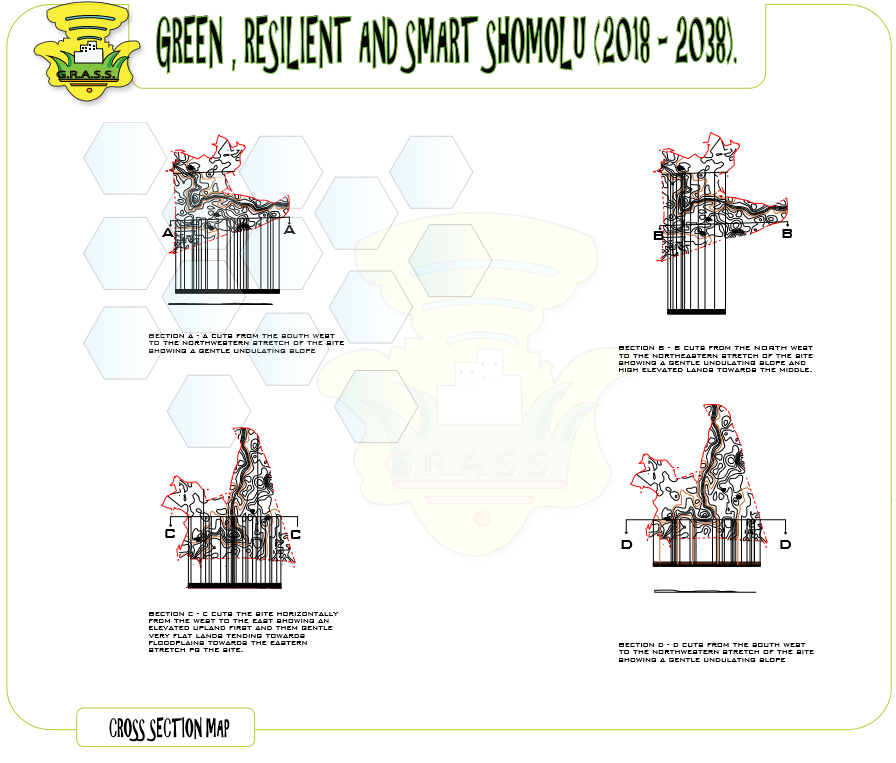 GREEN , RESILIENT AND SMART SHOMOLU (2018 - 2038).
G.R.A.S.S.
A A
SECTION A - A CUTS FROM THE SOUTH WEST
TO THE NORTHWESTERN STRETCH OF THE SITE
SHOWING A GENTLE UNDULATING SLOPE
B B
SECTION B - B CUTS FROM THE NORTH WEST
TO THE NORTHEASTERN STRETCH OF THE SITE
SHOWING A GENTLE UNDULATING SLOPE AND
HIGH ELEVATED LANDS TOWARDS THE MIDDLE.
G.R.A.S.S.
C C
SECTION C - C CUTS THE SITE HORIZONTALLY
FROM THE WEST TO THE EAST SHOWING AN
ELEVATED UPLAND FIRST AND THEM GENTLE
VERY FLAT LANDS TENDING TOWARDS
FLOODPLAINS TOWARDS THE EASTERN
STRETCH FG THE SITE.
D D
SECTION D - D CUTS FROM THE SOUTH WEST
TO THE NORTHWESTERN STRETCH OF THE SITE
SHOWING A GENTLE UNDULATING SLOPE
CROSS SECTION MAP